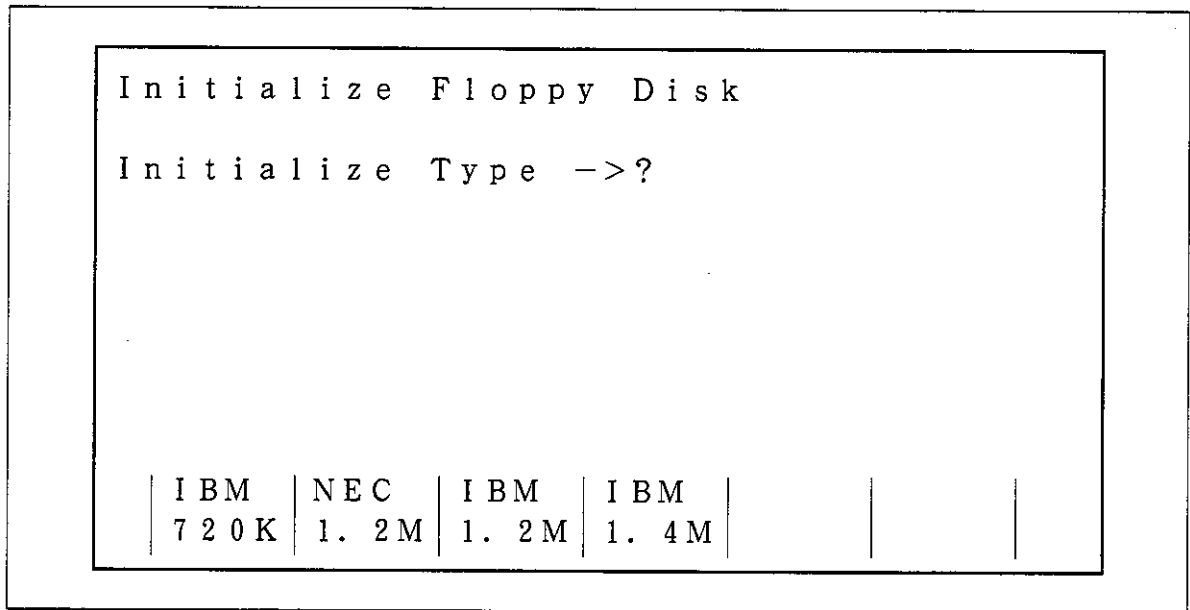 Initialize Floppy Disk
Initialize Type ->?
IBM NEC IBM IBM
720K 1.2M 1.2M 1.4M